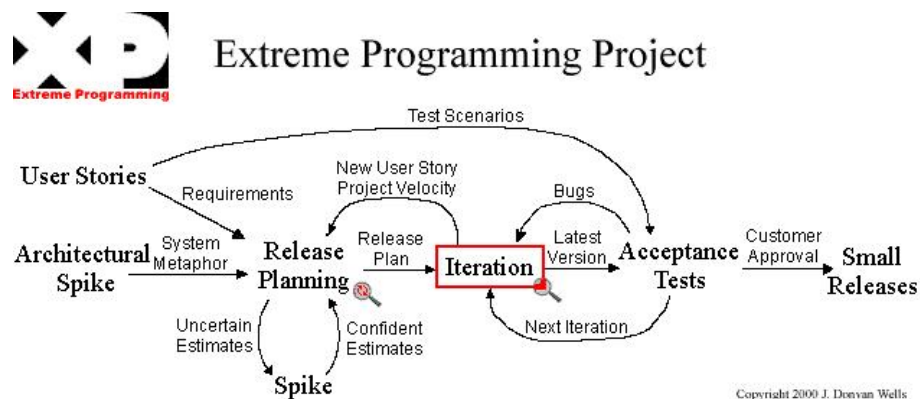 XP
Extreme Programming
Extreme Programming Project
Test Scenarios
User Stories
New User Story
Project Velocity
Bugs
Requirements
Architectural
Spike
System
Metaphor
Release
Planning
Release
Plan
Iteration
Latest
Version
Acceptance
Tests
Customer
Approval
Small
Releases
Uncertain
Estimates
Confident
Estimates
Next Iteration
Spike
Copyright 2000 J. Donvan Wells